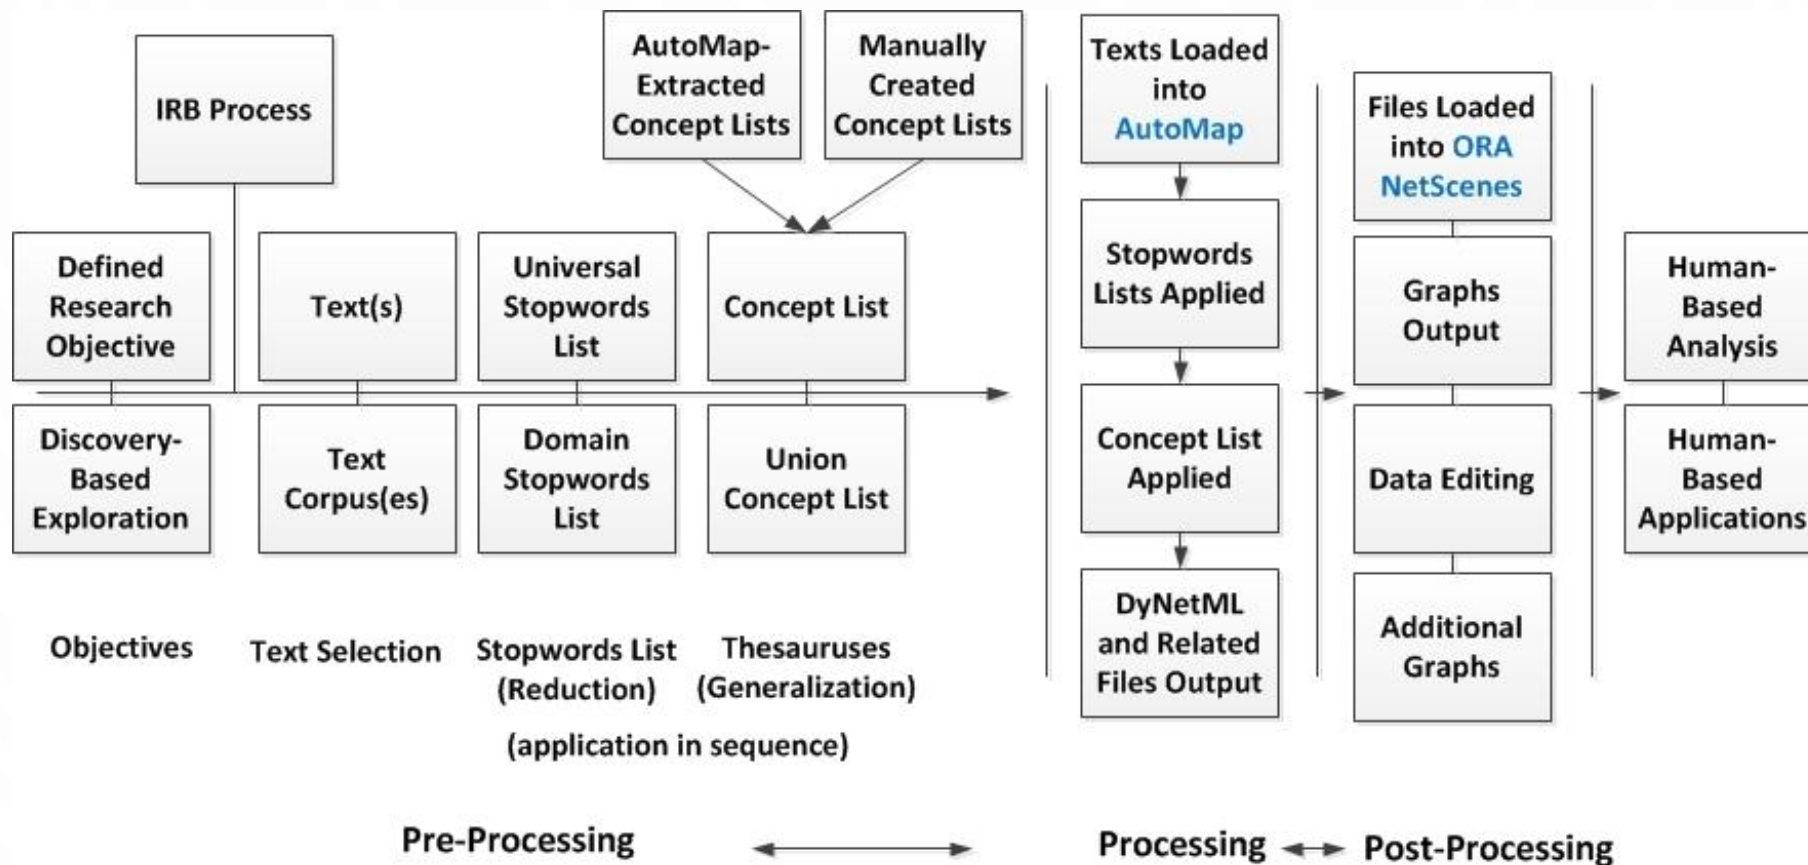 IRB Process
AutoMap-
Extracted
Concept Lists
Manually
Created
Concept Lists
Defined
Research
Objective
Text(s)
Universal
Stopwords
List
Concept List
Discovery-
Based
Exploration
Text
Corpus(es)
Domain
Stopwords
List
Union
Concept List
Objectives
Text Selection
Stopwords List
(Reduction)
Thesauruses
(Generalization)
(application in sequence)
Texts Loaded
into
AutoMap
Stopwords
Lists Applied
Concept List
Applied
DyNetML
and Related
Files Output
Files Loaded
into ORA
NetScenes
Graphs
Output
Data Editing
Additional
Graphs
Human-
Based
Analysis
Human-
Based
Applications
Pre-Processing
Processing
Post-Processing